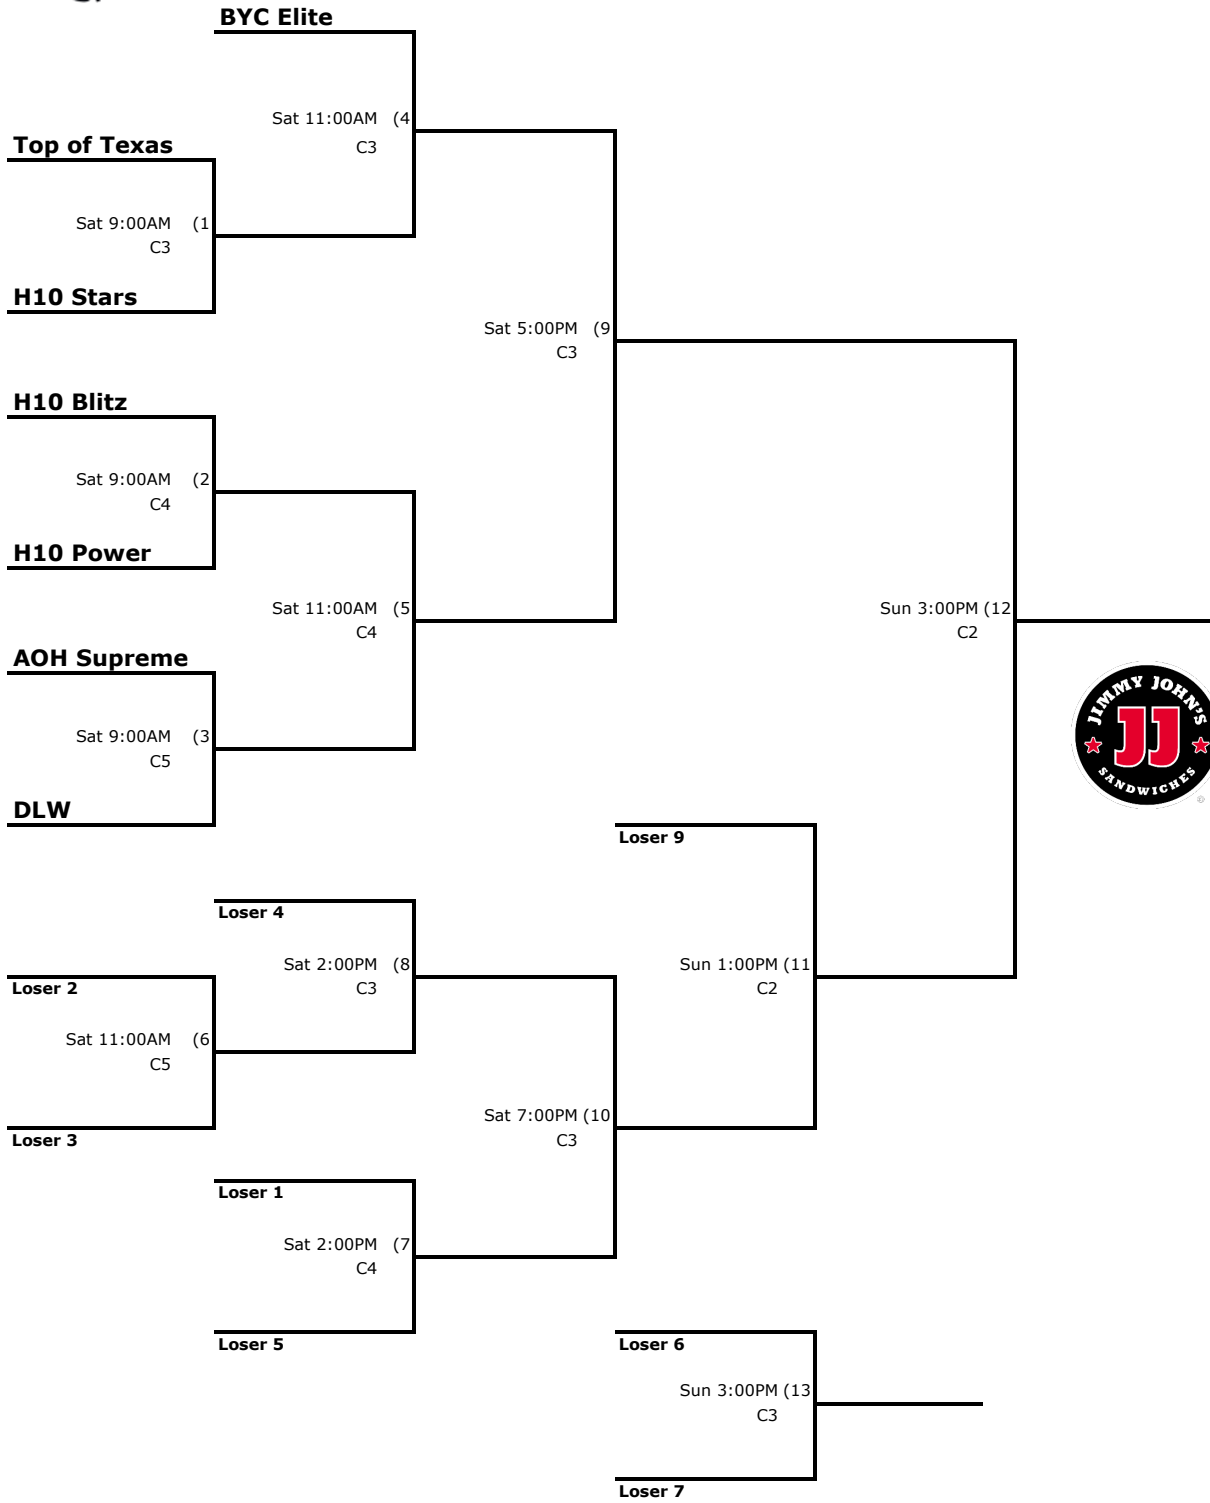 BYC Elite
Sat 11:00AM (4
C3
Top of Texas
Sat 9:00AM (1
C3
H10 Stars
Sat 5:00PM (9
C3
H10 Blitz
Sat 9:00AM (2
C4
H10 Power
Sat 11:00AM (5
C4
Sun 3:00PM (12
C2
AOH Supreme
Sat 9:00AM (3
C5
DLW
JIMMY JOHN'S
JJ
SANDWICHES
©
Loser 9
Loser 4
Sat 2:00PM (8
C3
Sun 1:00PM (11
C2
Loser 2
Sat 11:00AM (6
C5
Loser 3
Sat 7:00PM (10
C3
Loser 1
Sat 2:00PM (7
C4
Loser 5
Loser 6
Sun 3:00PM (13
C3
Loser 7